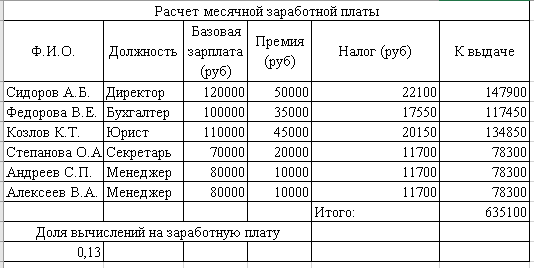 Расчет месячной заработной платы
Ф.И.О. Должность Базовая зарплата (руб) Премия (руб) Налог (руб) К выдаче
Сидоров А.Б. Директор 120000 50000 22100 147900
Федорова В.Е. Бухгалтер 100000 35000 17550 117450
Козлов К.Т. Юрист 110000 45000 20150 134850
Степанова О.А Секретарь 70000 20000 11700 78300
Андреев С.П. Менеджер 80000 10000 11700 78300
Алексеев В.А. Менеджер 80000 10000 11700 78300
Итого: 635100
Доля вычислений на заработную плату
0,13